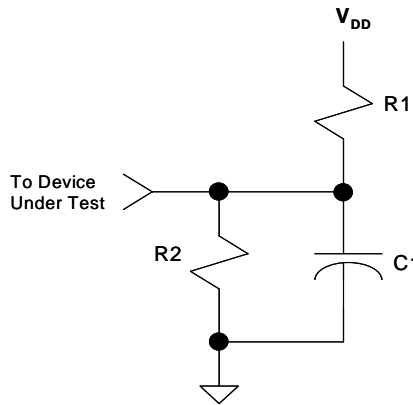 VDD
R1
To Device
Under Test
R2
C1